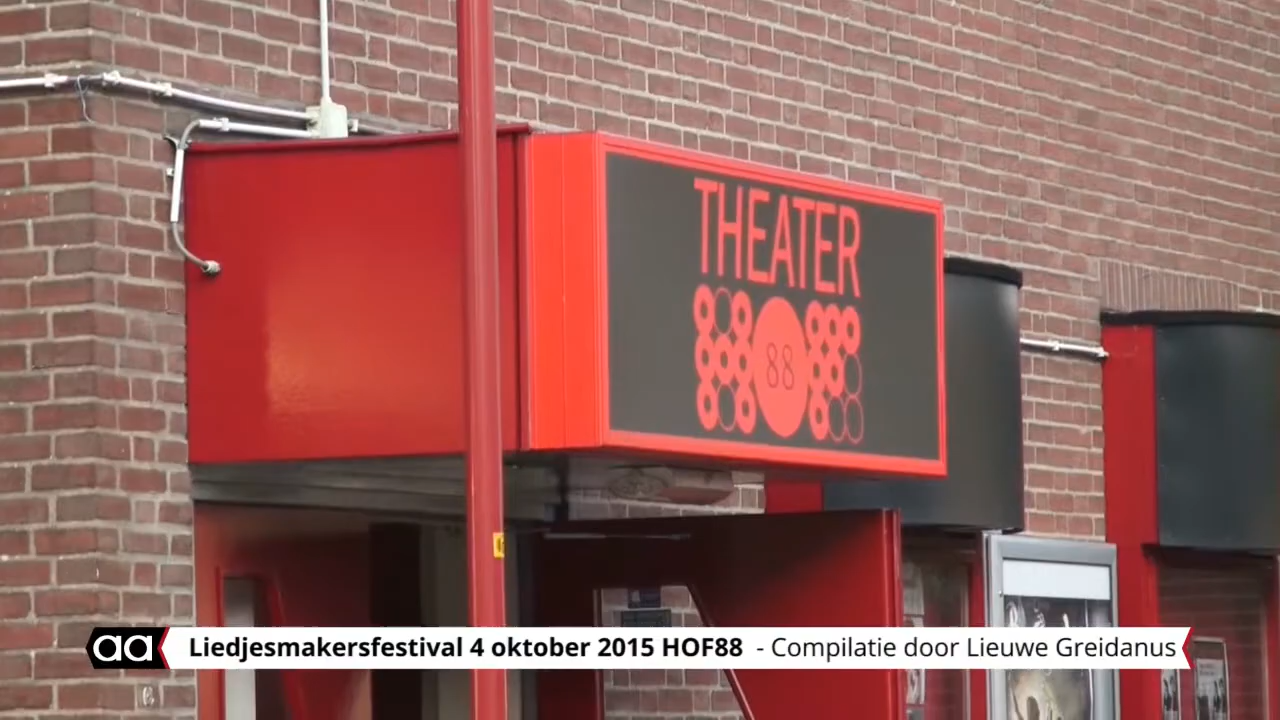 THEATER
88
aa Liedjesmakersfestival 4 oktober 2015 HOF88 - Compilatie door Lieuwe Greidanus